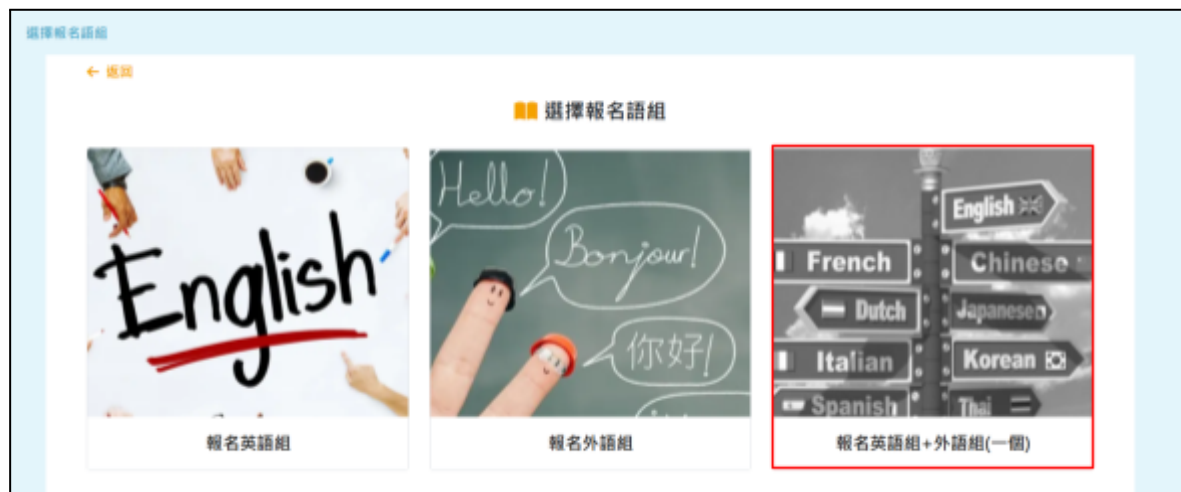 選擇報名語組
← 返回
選擇報名語組
English
Hello!
Bonjour!
你好!
English
French
Chinese
Dutch
Japanese
Italian
Korean
Spanish
Thai
報名英語組
報名外語組
報名英語組+外語組(一個)